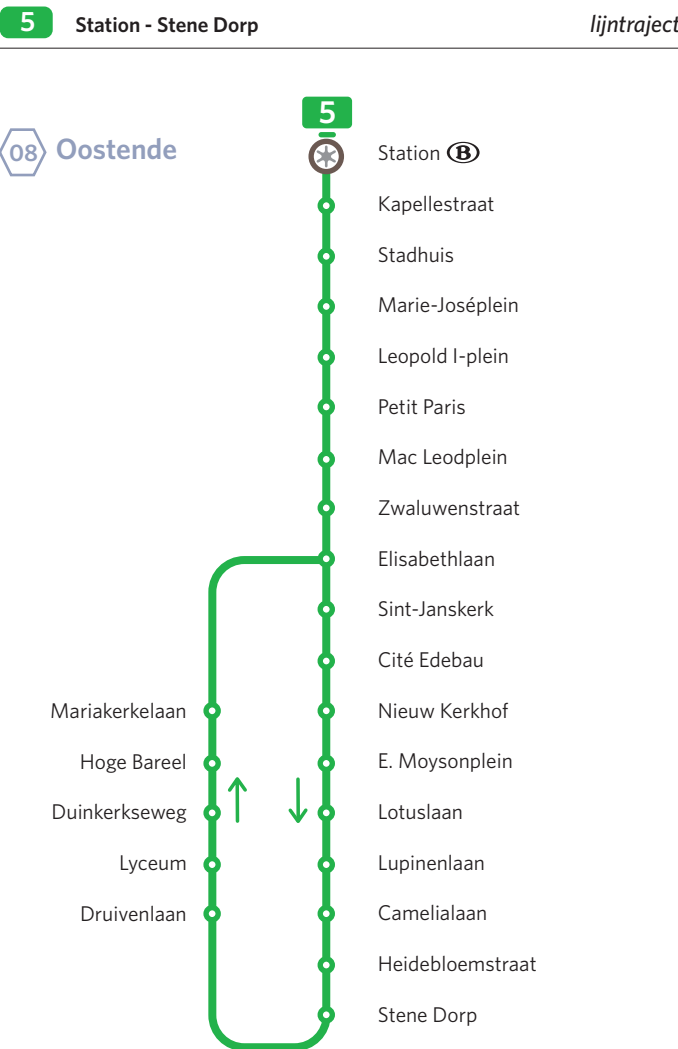 5 Station - Stene Dorp lijntraject
5
08 Oostende
Station B
Kapellestraat
Stadhuis
Marie-Joséplein
Leopold I-plein
Petit Paris
Mac Leodplein
Zwaluwenstraat
Elisabethlaan
Sint-Janskerk
Cité Edebau
Mariakerkelaan Nieuw Kerkhof
Hoge Bareel E. Moysonplein
Duinkerkseweg Lotuslaan
Lyceum Lupinenlaan
Druivenlaan Camelialaan
Heidebloemstraat
Stene Dorp